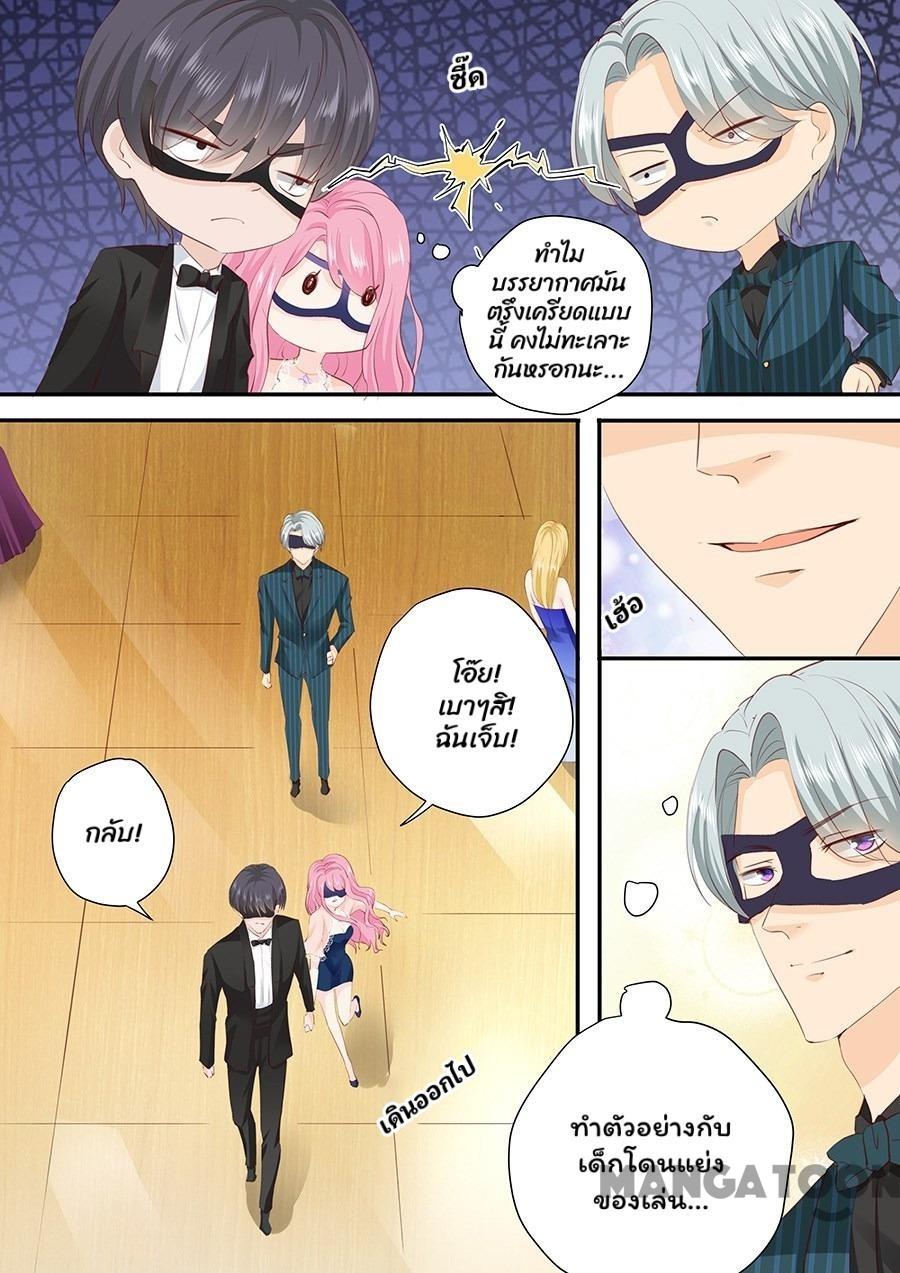 ซี๊ด
ทำไม
บรรยากาศมัน
ตรึงเครียดแบบ
นี้ คงไม่ทะเลาะ
กันหรอกนะ...
เฮ้อ
โอ๊ย!
เบาๆสิ!
ฉันเจ็บ!
กลับ!
เดินออกไป
ทำตัวอย่างกับ
เด็กโดนแย่ง
ของเล่น...
MANGATOON